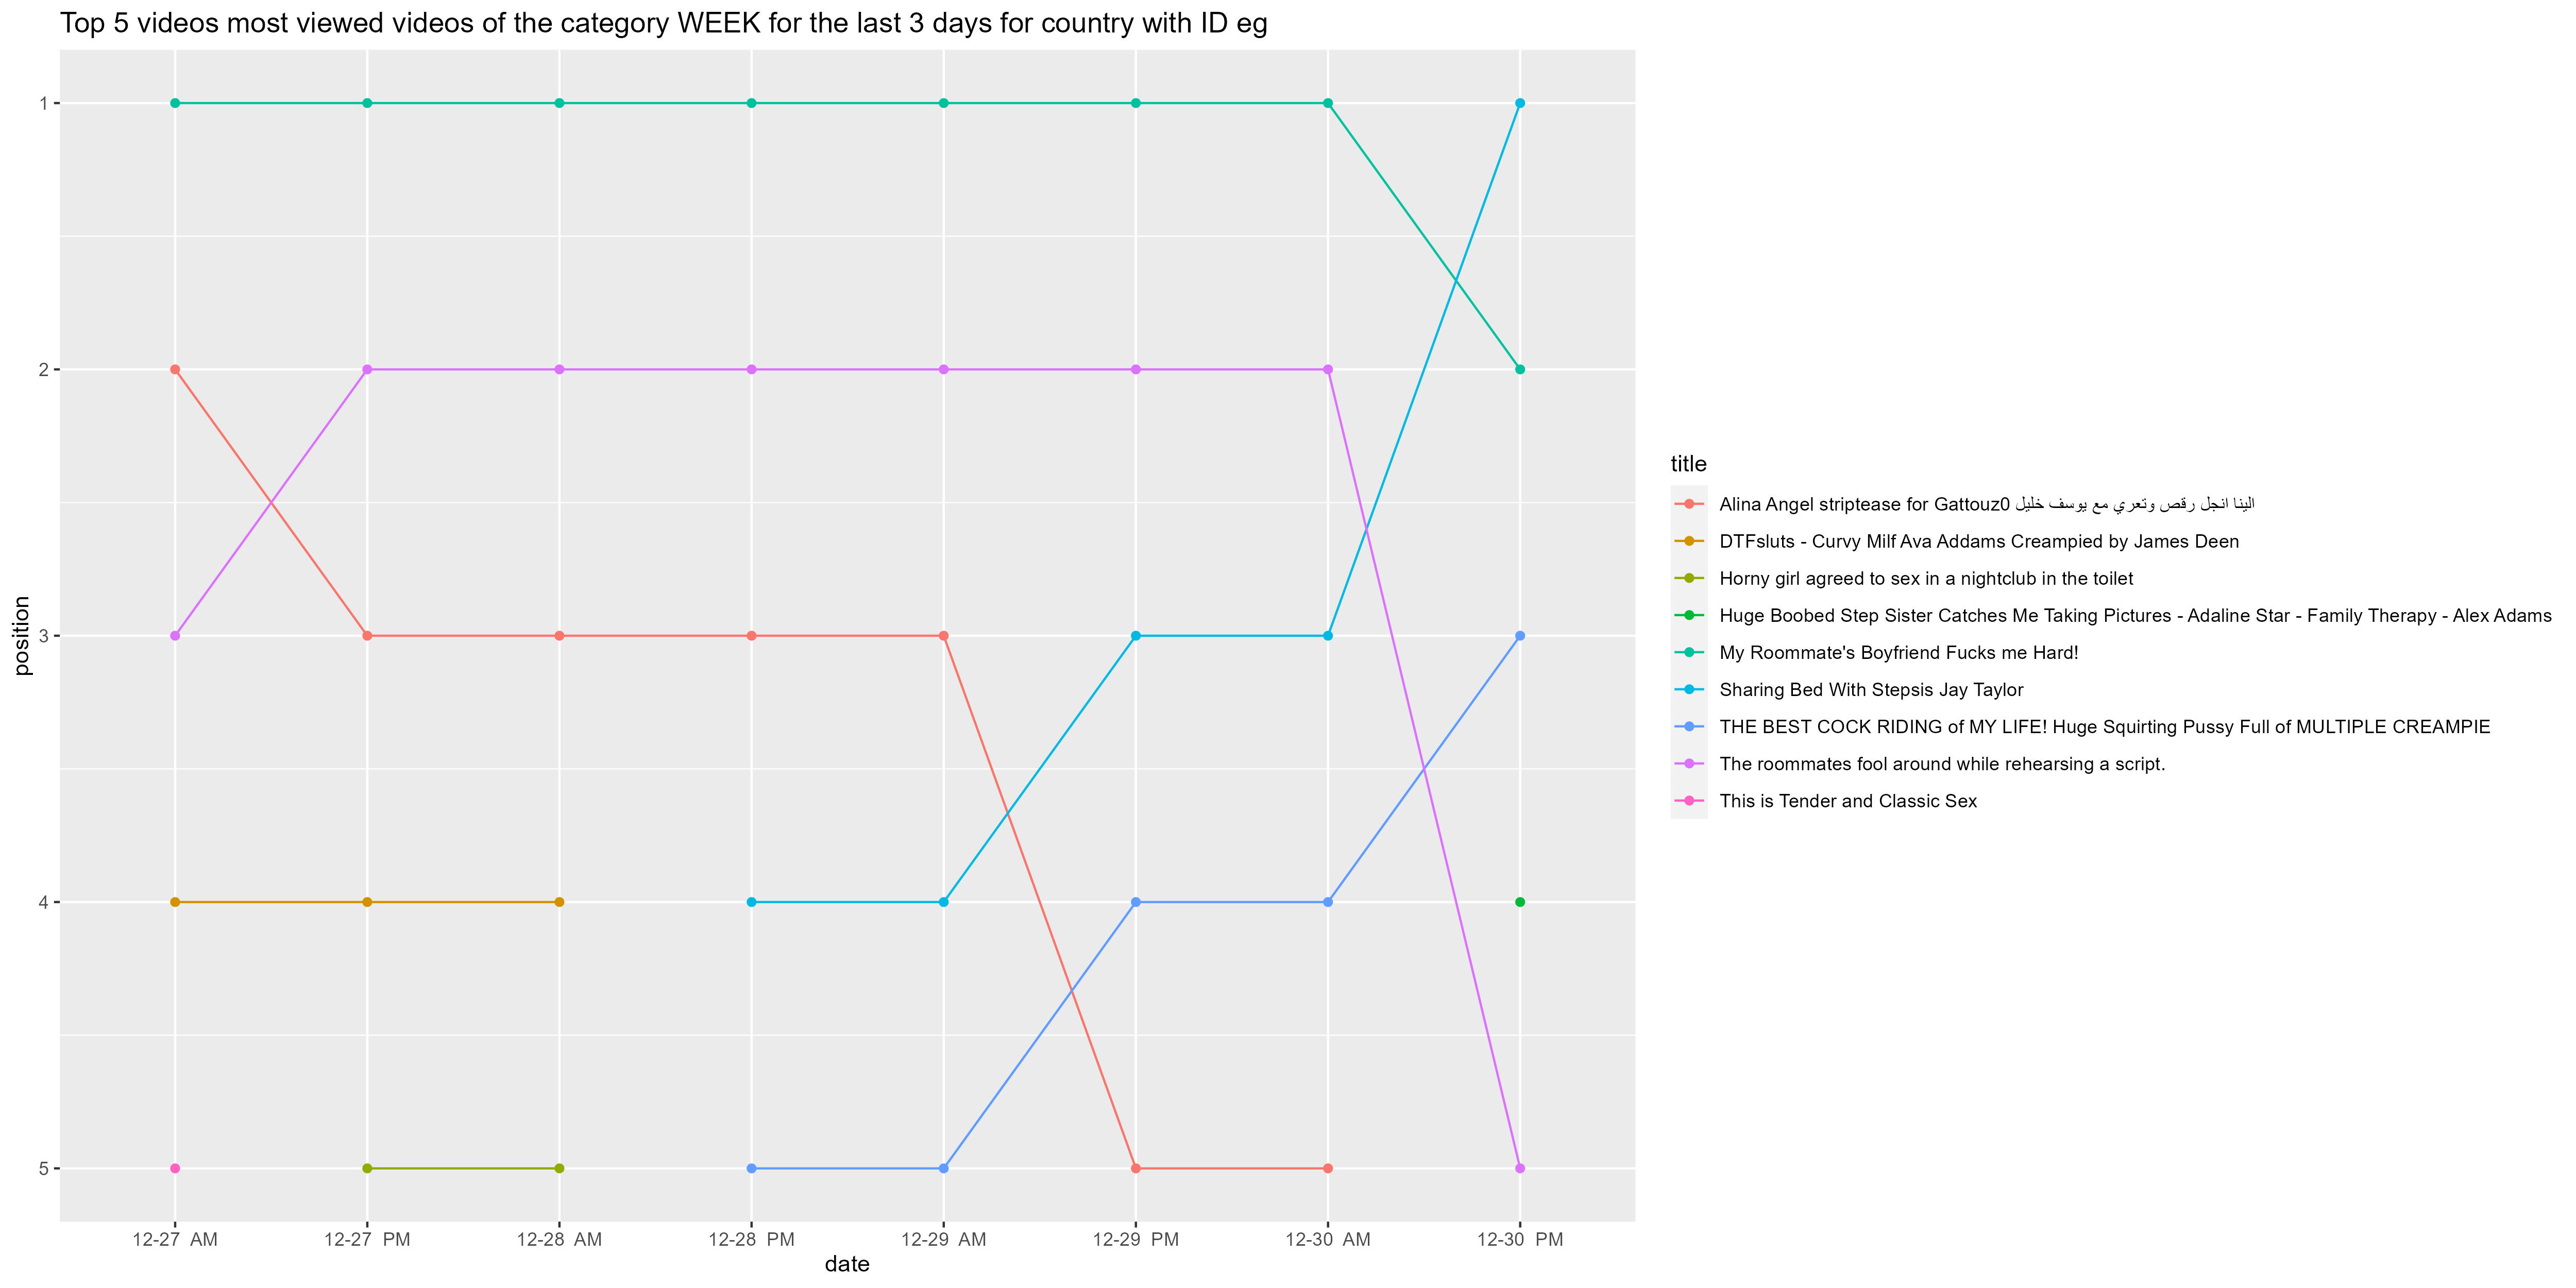 Top 5 videos most viewed videos of the category WEEK for the last 3 days for country with ID eg
position
1
2
3
4
5
12-27 AM
12-27 PM
12-28 AM
12-28 PM
12-29 AM
12-29 PM
12-30 AM
12-30 PM
date
title
Alina Angel striptease for Gattouz0 الينا انجل رقص وتعري مع يوسف خليل
DTFsluts - Curvy Milf Ava Addams Creampied by James Deen
Horny girl agreed to sex in a nightclub in the toilet
Huge Boobed Step Sister Catches Me Taking Pictures - Adaline Star - Family Therapy - Alex Adams
My Roommate's Boyfriend Fucks me Hard!
Sharing Bed With Stepsis Jay Taylor
THE BEST COCK RIDING of MY LIFE! Huge Squirting Pussy Full of MULTIPLE CREAMPIE
The roommates fool around while rehearsing a script.
This is Tender and Classic Sex